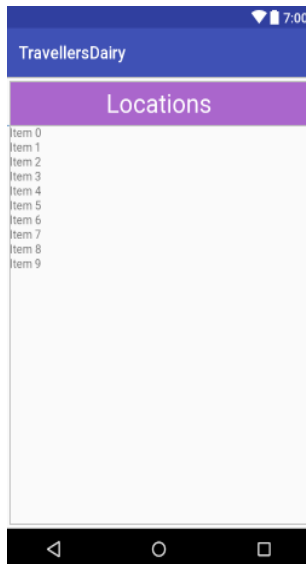 7:00
TravellersDairy
Locations
Item 0
Item 1
Item 2
Item 3
Item 4
Item 5
Item 6
Item 7
Item 8
Item 9